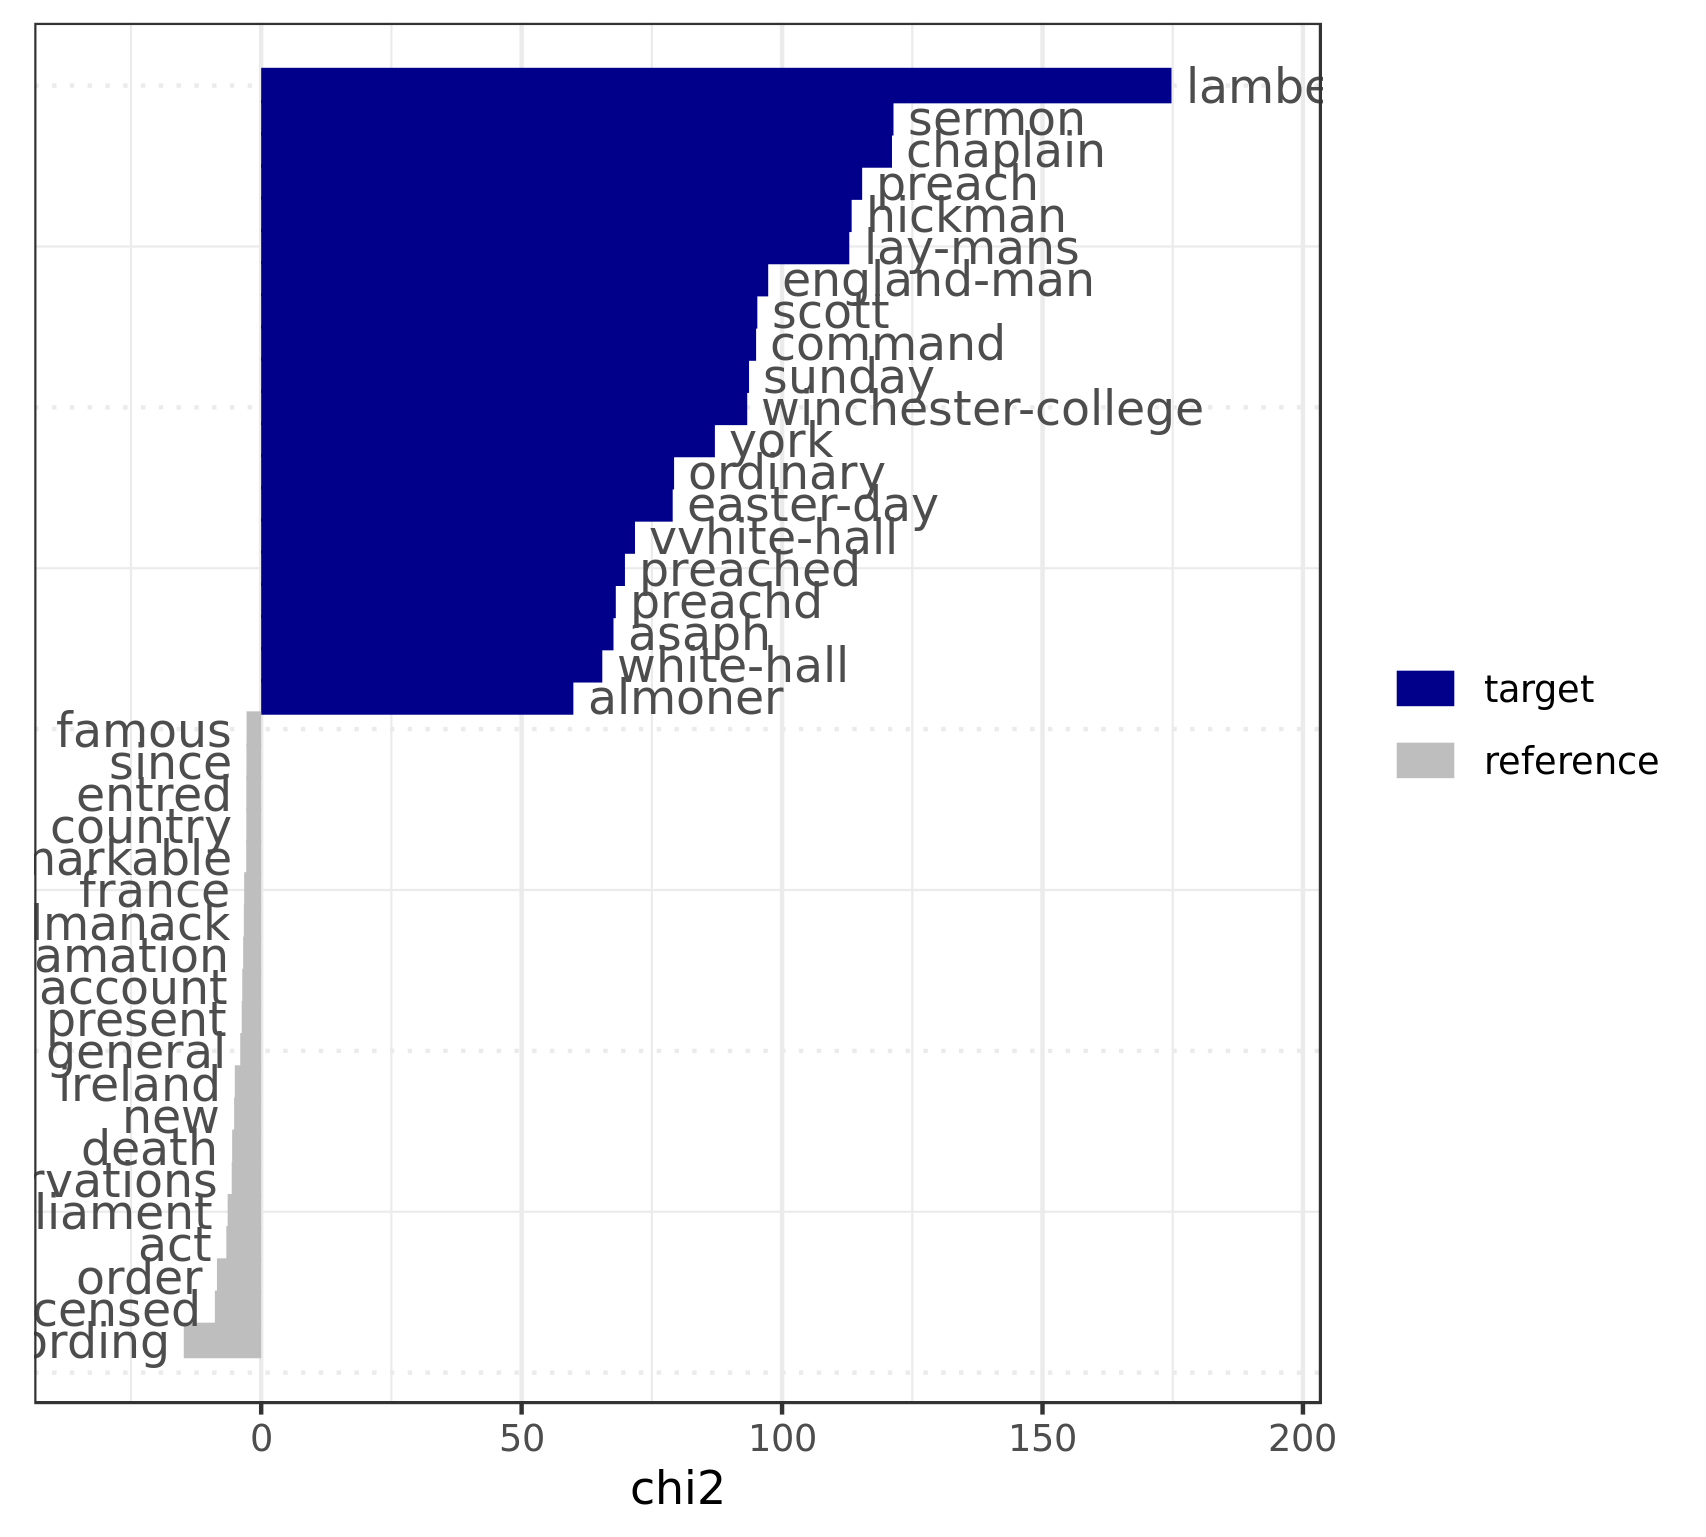 lambe
sermon
chaplain
preach
hickman
lay-mans
england-man
scott
command
sunday
winchester-college
york
ordinary
easter-day
vvhite-hall
preached
preachd
asaph
white-hall
almoner
famous
since
entred
country
narkable
france
lmanack
amation
account
present
general
ireland
new
death
rvations
liament
act
order
censed
ording
target
reference
0 50 100 150 200
chi2